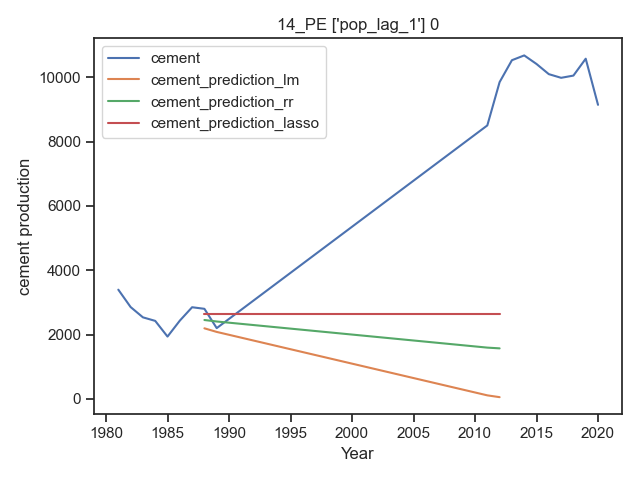 14_PE ['pop_lag_1'] 0
cement
cement_prediction_lm
cement_prediction_rr
cement_prediction_lasso
10000
8000
6000
4000
2000
0
cement production
1980 1985 1990 1995 2000 2005 2010 2015 2020
Year